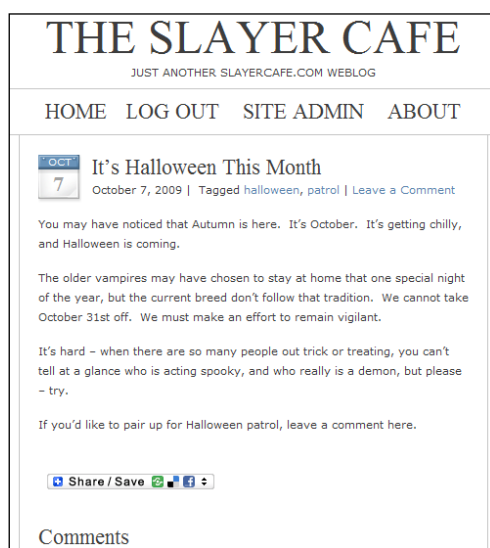 THE SLAYER CAFE
JUST ANOTHER SLAYERCAFE.COM WEBLOG
HOME LOG OUT SITE ADMIN ABOUT
OCT
7
It's Halloween This Month
October 7, 2009 | Tagged halloween, patrol | Leave a Comment
You may have noticed that Autumn is here. It's October. It's getting chilly,
and Halloween is coming.
The older vampires may have chosen to stay at home that one special night
of the year, but the current breed don't follow that tradition. We cannot take
October 31st off. We must make an effort to remain vigilant.
It's hard – when there are so many people out trick or treating, you can't
tell at a glance who is acting spooky, and who really is a demon, but please
– try.
If you'd like to pair up for Halloween patrol, leave a comment here.
Share / Save
Comments